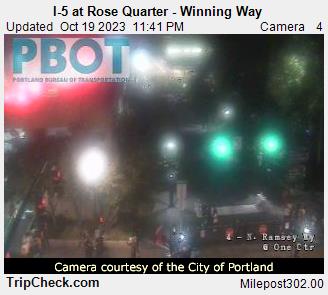 I-5 at Rose Quarter - Winning Way
Updated Oct 19 2023 11:41 PM Camera 4
PBOT
PORTLAND BUREAU OF TRANSPORTATION
4 - N. Ramsey Wy
@ One Ctr
Camera courtesy of the City of Portland
TripCheck.com Milepost302.00